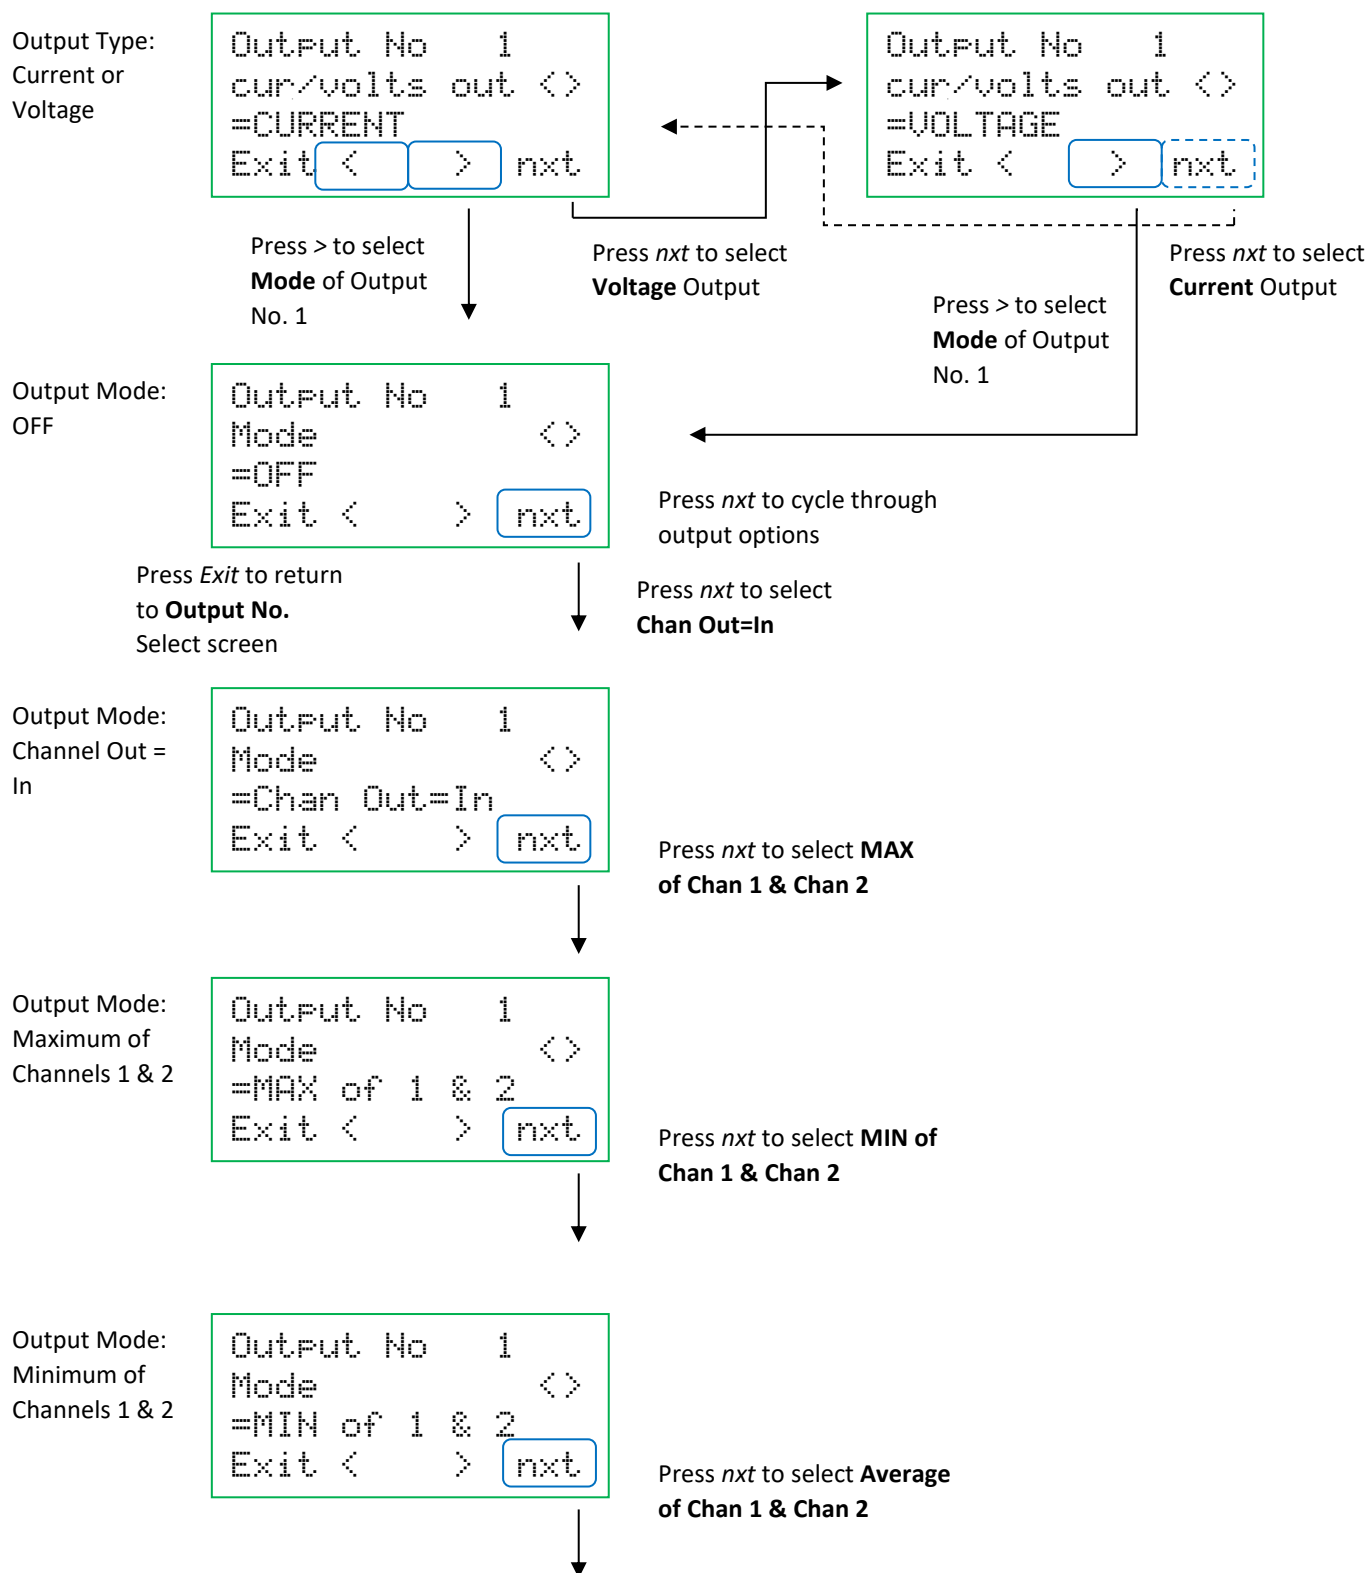 Output Type:
Current or
Voltage
Output No 1
cur/volts out <>
=CURRENT
Exit < > nxt
Output No 1
cur/volts out <>
=VOLTAGE
Exit < > nxt
Press > to select
Mode of Output
No. 1
Press nxt to select
Voltage Output
Press > to select
Mode of Output
No. 1
Press nxt to select
Current Output
Output Mode:
OFF
Output No 1
Mode <>
=OFF
Exit < > nxt
Press nxt to cycle through
output options
Press Exit to return
to Output No.
Select screen
Press nxt to select
Chan Out=In
Output Mode:
Channel Out =
In
Output No 1
Mode <>
=Chan Out=In
Exit < > nxt
Press nxt to select MAX
of Chan 1 & Chan 2
Output Mode:
Maximum of
Channels 1 & 2
Output No 1
Mode <>
=MAX of 1 & 2
Exit < > nxt
Press nxt to select MIN of
Chan 1 & Chan 2
Output Mode:
Minimum of
Channels 1 & 2
Output No 1
Mode <>
=MIN of 1 & 2
Exit < > nxt
Press nxt to select Average
of Chan 1 & Chan 2